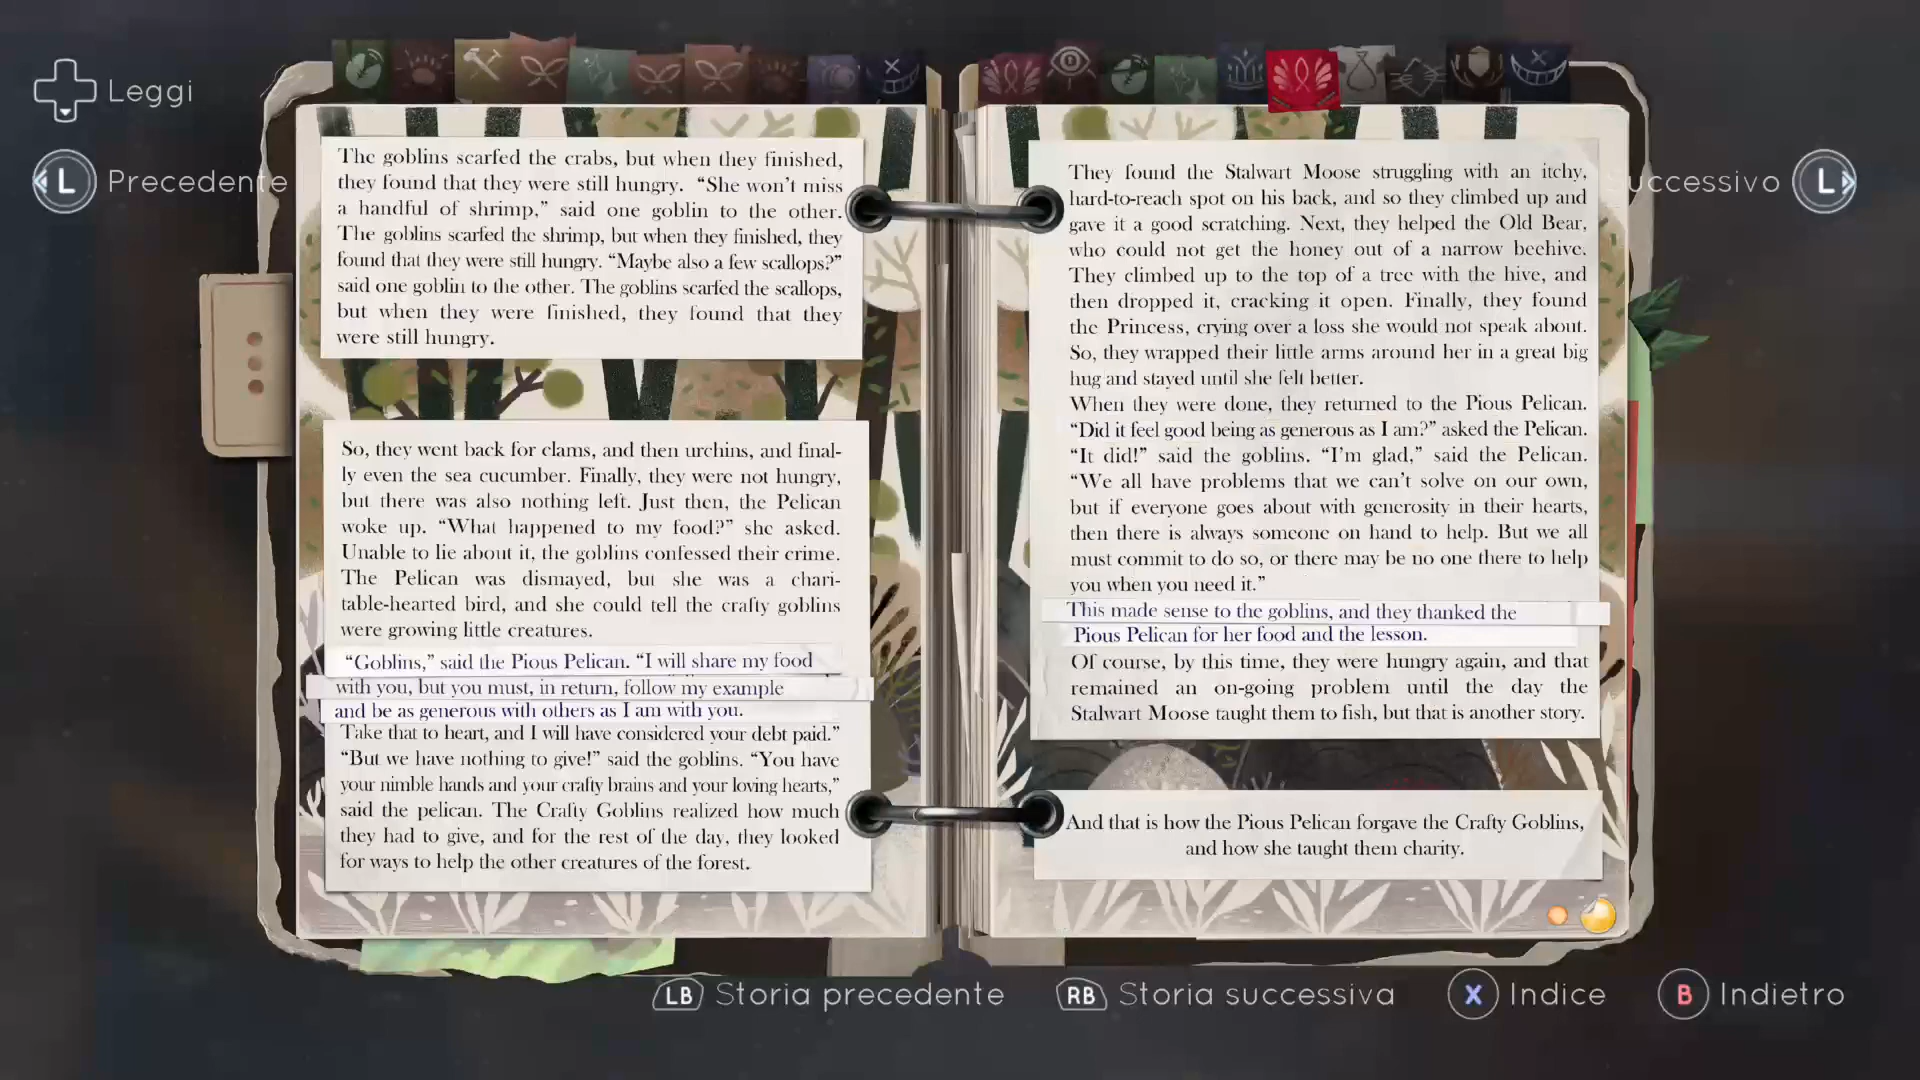 Leggi
Precedente
The goblins scarfed the crabs, but when they finished,
they found that they were still hungry. “She won’t miss
a handful of shrimp,” said one goblin to the other.
The goblins scarfed the shrimp, but when they finished, they
found that they were still hungry. “Maybe also a few scallops?”
said one goblin to the other. The goblins scarfed the scallops,
but when they were finished, they found that they
were still hungry.
So, they went back for clams, and then urchins, and final-
ly even the sea cucumber. Finally, they were not hungry,
but there was also nothing left. Just then, the Pelican
woke up. “What happened to my food?” she asked.
Unable to lie about it, the goblins confessed their crime.
The Pelican was dismayed, but she was a chari-
table-hearted bird, and she could tell the crafty goblins
were growing little creatures.
“Goblins,” said the Pious Pelican. “I will share my food
with you, but you must, in return, follow my example
and be as generous with others as I am with you.
Take that to heart, and I will have considered your debt paid.”
“But we have nothing to give!” said the goblins. “You have
your nimble hands and your crafty brains and your loving hearts,”
said the pelican. The Crafty Goblins realized how much
they had to give, and for the rest of the day, they looked
for ways to help the other creatures of the forest.
They found the Stalwart Moose struggling with an itchy,
hard-to-reach spot on his back, and so they climbed up and
gave it a good scratching. Next, they helped the Old Bear,
who could not get the honey out of a narrow beehive.
They climbed up to the top of a tree with the hive, and
then dropped it, cracking it open. Finally, they found
the Princess, crying over a loss she would not speak about.
So, they wrapped their little arms around her in a great big
hug and stayed until she felt better.
When they were done, they returned to the Pious Pelican.
“Did it feel good being as generous as I am?” asked the Pelican.
“It did!” said the goblins. “I’m glad,” said the Pelican.
“We all have problems that we can’t solve on our own,
but if everyone goes about with generosity in their hearts,
then there is always someone on hand to help. But we all
must commit to do so, or there may be no one there to help
you when you need it.”
This made sense to the goblins, and they thanked the
Pious Pelican for her food and the lesson.
Of course, by this time, they were hungry again, and that
remained an on-going problem until the day the
Stalwart Moose taught them to fish, but that is another story.
And that is how the Pious Pelican forgave the Crafty Goblins,
and how she taught them charity.
uccessivo L
L
LB Storia precedente RB Storia successiva X Indice B Indietro